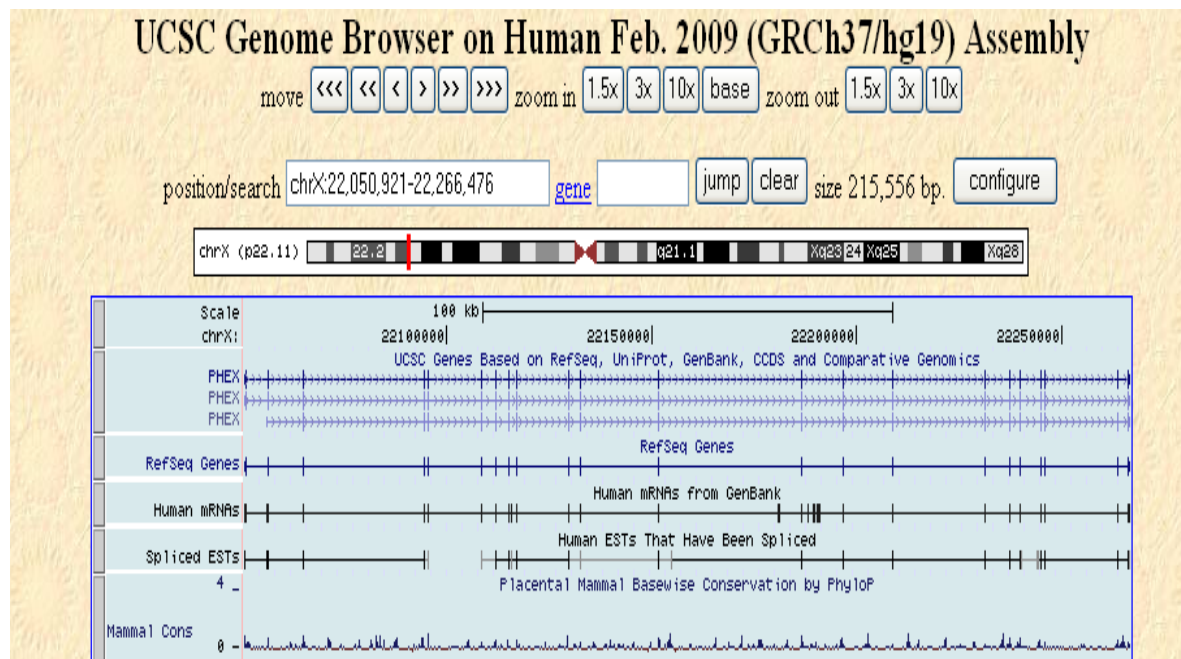 UCSC Genome Browser on Human Feb. 2009 (GRCh37/hg19) Assembly
move <<< << < > >> >>> zoom in 1.5x 3x 10x base zoom out 1.5x 3x 10x
position/search chrX:22,050,921-22,266,476 gene jump clear size 215,556 bp. configure
chrX (p22.11) 22.2 q21.1 Xq23 24 Xq25 Xq28
Scale 100 kb
chrX: 22100000 22150000 22200000 22250000
UCSC Genes Based on RefSeq, UniProt, GenBank, CCDS and Comparative Genomics
PHEX
PHEX
PHEX
RefSeq Genes
RefSeq Genes
Human mRNAs from GenBank
Human mRNAs
Human ESTs That Have Been Spliced
Spliced ESTs
4 _ Placental Mammal Basewise Conservation by PhyloP
Mammal Cons
0 -